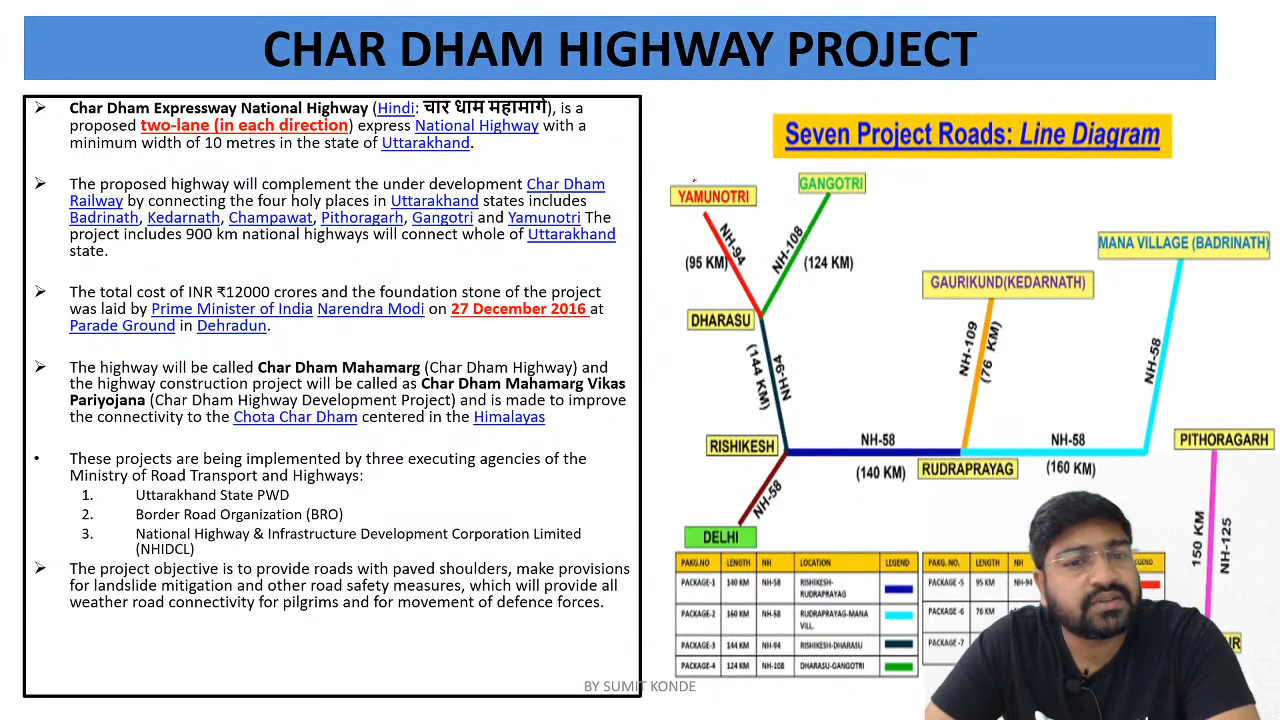 CHAR DHAM HIGHWAY PROJECT
➢ Char Dham Expressway National Highway (Hindi: चार धाम महामार्ग), is a
proposed two-lane (in each direction) express National Highway with a
minimum width of 10 metres in the state of Uttarakhand.
➢ The proposed highway will complement the under development Char Dham
Railway by connecting the four holy places in Uttarakhand states includes
Badrinath, Kedarnath, Champawat, Pithoragarh, Gangotri and Yamunotri The
project includes 900 km national highways will connect whole of Uttarakhand
state.
➢ The total cost of INR ₹12000 crores and the foundation stone of the project
was laid by Prime Minister of India Narendra Modi on 27 December 2016 at
Parade Ground in Dehradun.
➢ The highway will be called Char Dham Mahamarg (Char Dham Highway) and
the highway construction project will be called as Char Dham Mahamarg Vikas
Pariyojana (Char Dham Highway Development Project) and is made to improve
the connectivity to the Chota Char Dham centered in the Himalayas
• These projects are being implemented by three executing agencies of the
Ministry of Road Transport and Highways:
1. Uttarakhand State PWD
2. Border Road Organization (BRO)
3. National Highway & Infrastructure Development Corporation Limited
(NHIDCL)
➢ The project objective is to provide roads with paved shoulders, make provisions
for landslide mitigation and other road safety measures, which will provide all
weather road connectivity for pilgrims and for movement of defence forces.
Seven Project Roads: Line Diagram
YAMUNOTRI
GANGOTRI
NH-94
(95 KM)
NH-108
(124 KM)
MANA VILLAGE (BADRINATH)
GAURIKUND(KEDARNATH)
DHARASU
(144 KM)
NH-94
NH-109
(76 KM)
NH-58
RISHIKESH
NH-58
(140 KM)
RUDRAPRAYAG
NH-58
(160 KM)
PITHORAGARH
NH-58
150 KM
NH-125
DELHI
PAKG.NO LENGTH NH LOCATION LEGEND
PACKAGE-1 140 KM NH-58 RISHIKESH-
RUDRAPRAYAG
PACKAGE-2 160 KM NH-58 RUDRAPRAYAG-MANA
VILL.
PACKAGE-3 144 KM NH-94 RISHIKESH-DHARASU
PACKAGE-4 124 KM NH-108 DHARASU-GANGOTRI
PAKG. NO. LENGTH NH
PACKAGE -5 95 KM NH-94
PACKAGE -6 76 KM
PACKAGE -7
BY SUMIT KONDE